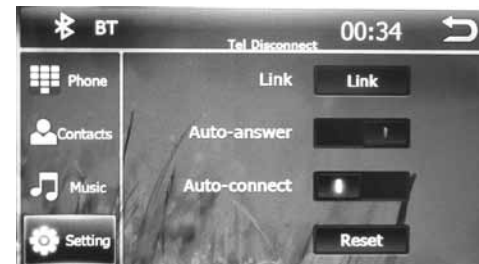 BT
Tel Disconnect
00:34
Phone
Link
Link
Contacts
Auto-answer
Music
Auto-connect
Setting
Reset